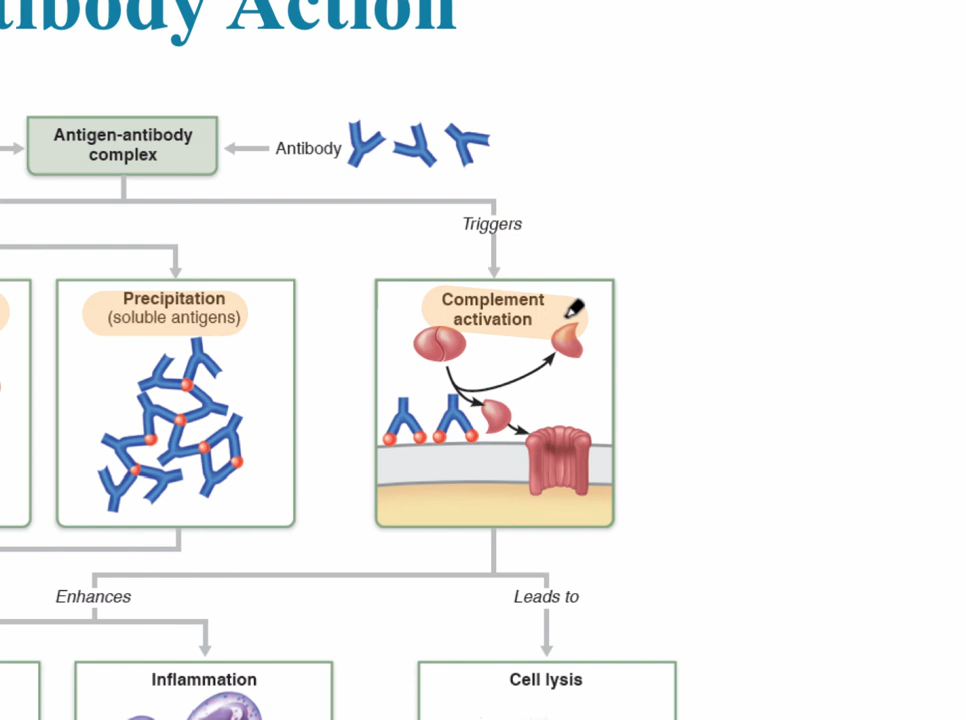 tibody Action
Antigen-antibody
complex
Antibody
Triggers
Precipitation
(soluble antigens)
Complement
activation
Enhances
Leads to
Inflammation
Cell lysis